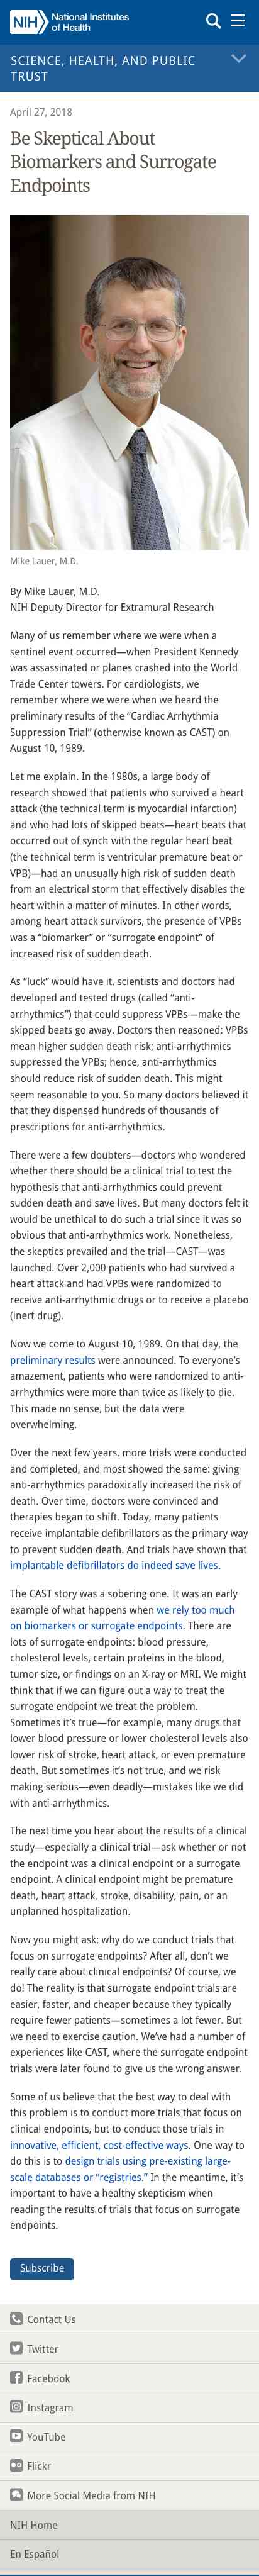 NIH National Institutes
of Health
SCIENCE, HEALTH, AND PUBLIC
TRUST
April 27, 2018
Be Skeptical About
Biomarkers and Surrogate
Endpoints
Mike Lauer, M.D.
By Mike Lauer, M.D.
NIH Deputy Director for Extramural Research
Many of us remember where we were when a
sentinel event occurred—when President Kennedy
was assassinated or planes crashed into the World
Trade Center towers. For cardiologists, we
remember where we were when we heard the
preliminary results of the “Cardiac Arrhythmia
Suppression Trial” (otherwise known as CAST) on
August 10, 1989.
Let me explain. In the 1980s, a large body of
research showed that patients who survived a heart
attack (the technical term is myocardial infarction)
and who had lots of skipped beats—heart beats that
occurred out of synch with the regular heart beat
(the technical term is ventricular premature beat or
VPB)—had an unusually high risk of sudden death
from an electrical storm that effectively disables the
heart within a matter of minutes. In other words,
among heart attack survivors, the presence of VPBs
was a “biomarker” or “surrogate endpoint” of
increased risk of sudden death.
As “luck” would have it, scientists and doctors had
developed and tested drugs (called “anti-
arrhythmics”) that could suppress VPBs—make the
skipped beats go away. Doctors then reasoned: VPBs
mean higher sudden death risk; anti-arrhythmics
suppressed the VPBs; hence, anti-arrhythmics
should reduce risk of sudden death. This might
seem reasonable to you. So many doctors believed it
that they dispensed hundreds of thousands of
prescriptions for anti-arrhythmics.
There were a few doubters—doctors who wondered
whether there should be a clinical trial to test the
hypothesis that anti-arrhythmics could prevent
sudden death and save lives. But many doctors felt it
would be unethical to do such a trial since it was so
obvious that anti-arrhythmics work. Nonetheless,
the skeptics prevailed and the trial—CAST—was
launched. Over 2,000 patients who had survived a
heart attack and had VPBs were randomized to
receive anti-arrhythmic drugs or to receive a placebo
(inert drug).
Now we come to August 10, 1989. On that day, the
preliminary results were announced. To everyone’s
amazement, patients who were randomized to anti-
arrhythmics were more than twice as likely to die.
This made no sense, but the data were
overwhelming.
Over the next few years, more trials were conducted
and completed, and most showed the same: giving
anti-arrhythmics paradoxically increased the risk of
death. Over time, doctors were convinced and
therapies began to shift. Today, many patients
receive implantable defibrillators as the primary way
to prevent sudden death. And trials have shown that
implantable defibrillators do indeed save lives.
The CAST story was a sobering one. It was an early
example of what happens when we rely too much
on biomarkers or surrogate endpoints. There are
lots of surrogate endpoints: blood pressure,
cholesterol levels, certain proteins in the blood,
tumor size, or findings on an X-ray or MRI. We might
think that if we can figure out a way to treat the
surrogate endpoint we treat the problem.
Sometimes it’s true—for example, many drugs that
lower blood pressure or lower cholesterol levels also
lower risk of stroke, heart attack, or even premature
death. But sometimes it’s not true, and we risk
making serious—even deadly—mistakes like we did
with anti-arrhythmics.
The next time you hear about the results of a clinical
study—especially a clinical trial—ask whether or not
the endpoint was a clinical endpoint or a surrogate
endpoint. A clinical endpoint might be premature
death, heart attack, stroke, disability, pain, or an
unplanned hospitalization.
Now you might ask: why do we conduct trials that
focus on surrogate endpoints? After all, don’t we
really care about clinical endpoints? Of course, we
do! The reality is that surrogate endpoint trials are
easier, faster, and cheaper because they typically
require fewer patients—sometimes a lot fewer. But
we need to exercise caution. We’ve had a number of
experiences like CAST, where the surrogate endpoint
trials were later found to give us the wrong answer.
Some of us believe that the best way to deal with
this problem is to conduct more trials that focus on
clinical endpoints, but to conduct those trials in
innovative, efficient, cost-effective ways. One way to
do this is to design trials using pre-existing large-
scale databases or “registries.” In the meantime, it’s
important to have a healthy skepticism when
reading the results of trials that focus on surrogate
endpoints.
Subscribe
Contact Us
Twitter
Facebook
Instagram
YouTube
Flickr
More Social Media from NIH
NIH Home
En Español